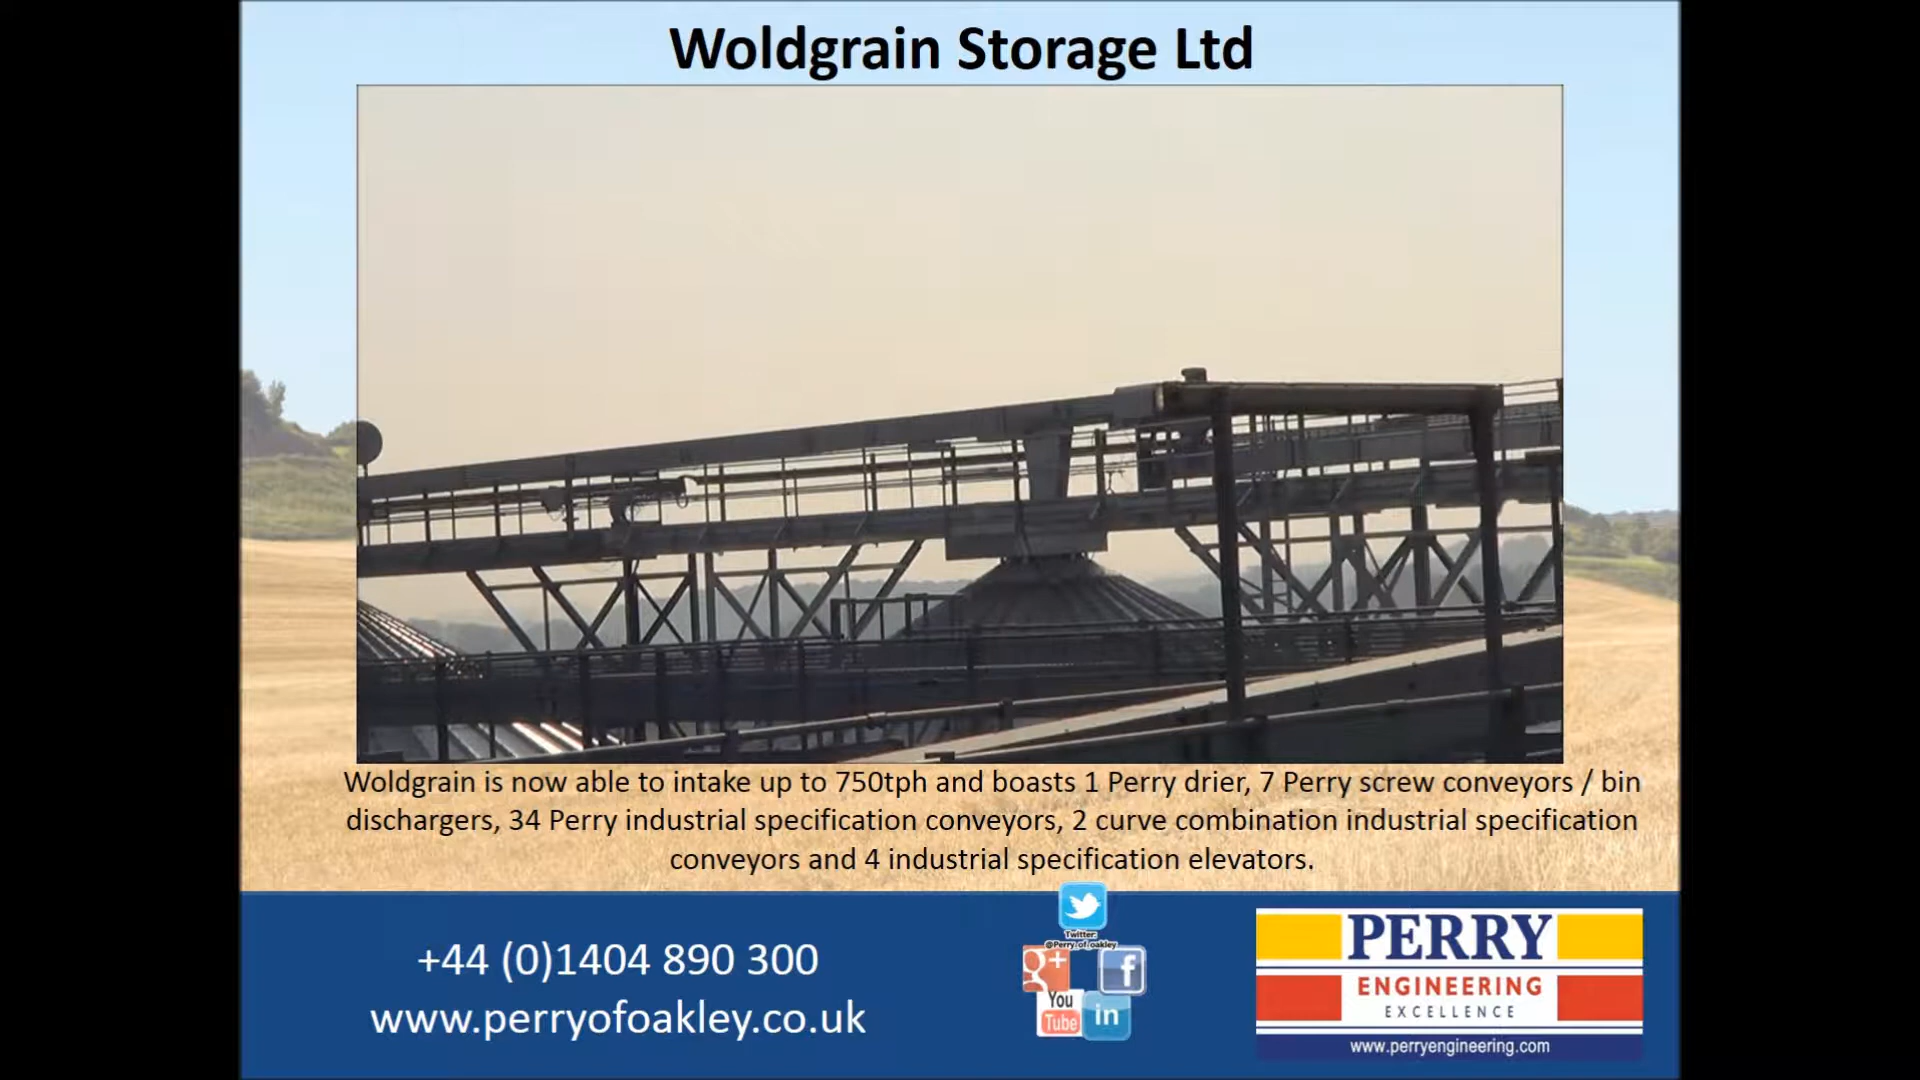 Woldgrain Storage Ltd
Woldgrain is now able to intake up to 750tph and boasts 1 Perry drier, 7 Perry screw conveyors / bin
dischargers, 34 Perry industrial specification conveyors, 2 curve combination industrial specification
conveyors and 4 industrial specification elevators.
+44 (0)1404 890 300
www.perryofoakley.co.uk
Twitter:
@Perry_of_oakley
g+
f
You
Tube
in
PERRY
ENGINEERING
EXCELLENCE
www.perryengineering.com